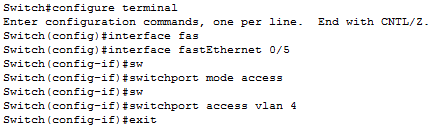 Switch#configure terminal
Enter configuration commands, one per line.  End with CNTL/Z.
Switch(config)#interface fas
Switch(config)#interface fastEthernet 0/5
Switch(config-if)#sw
Switch(config-if)#switchport mode access
Switch(config-if)#sw
Switch(config-if)#switchport access vlan 4
Switch(config-if)#exit